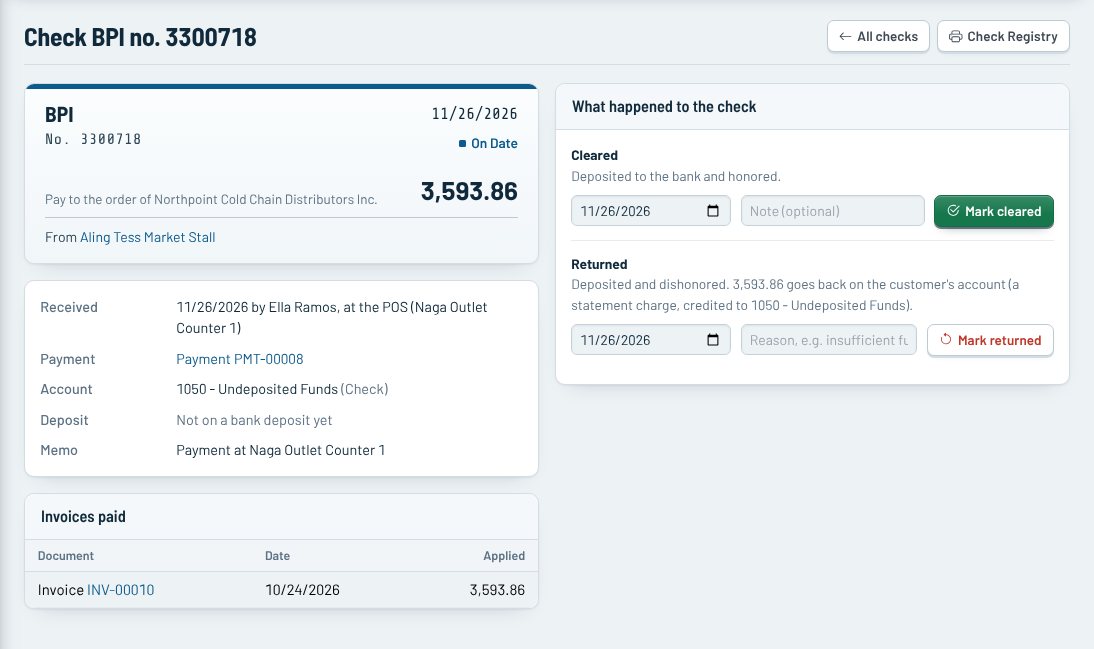 Check BPI no. 3300718
All checks
Check Registry
BPI
11/26/2026
No. 3300718
On Date
Pay to the order of Northpoint Cold Chain Distributors Inc.
3,593.86
From Aling Tess Market Stall
Received
11/26/2026 by Ella Ramos, at the POS (Naga Outlet
Counter 1)
Payment
Payment PMT-00008
Account
1050 - Undeposited Funds (Check)
Deposit
Not on a bank deposit yet
Memo
Payment at Naga Outlet Counter 1
Invoices paid
Document Date Applied
Invoice INV-00010 10/24/2026 3,593.86
What happened to the check
Cleared
Deposited to the bank and honored.
11/26/2026 Note (optional) Mark cleared
Returned
Deposited and dishonored. 3,593.86 goes back on the customer's account (a
statement charge, credited to 1050 - Undeposited Funds).
11/26/2026 Reason, e.g. insufficient fu Mark returned